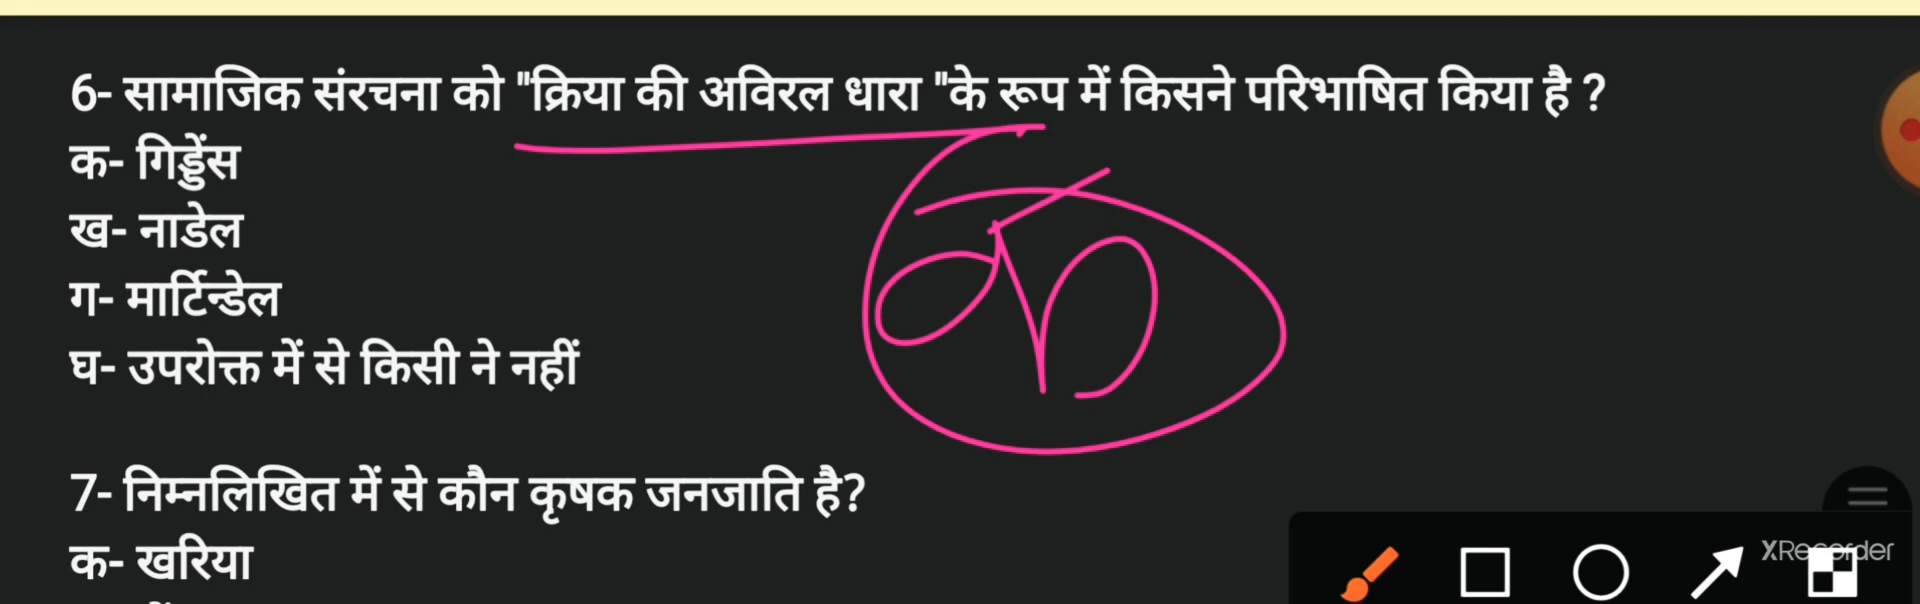 6- सामाजिक संरचना को "क्रिया की अविरल धारा "के रूप में किसने परिभाषित किया है ?
क- गिड्डेंस
ख- नाडेल
ग- मार्टिन्डेल
घ- उपरोक्त में से किसी ने नहीं
क
7- निम्नलिखित में से कौन कृषक जनजाति है?
क- खरिया
XRecorder